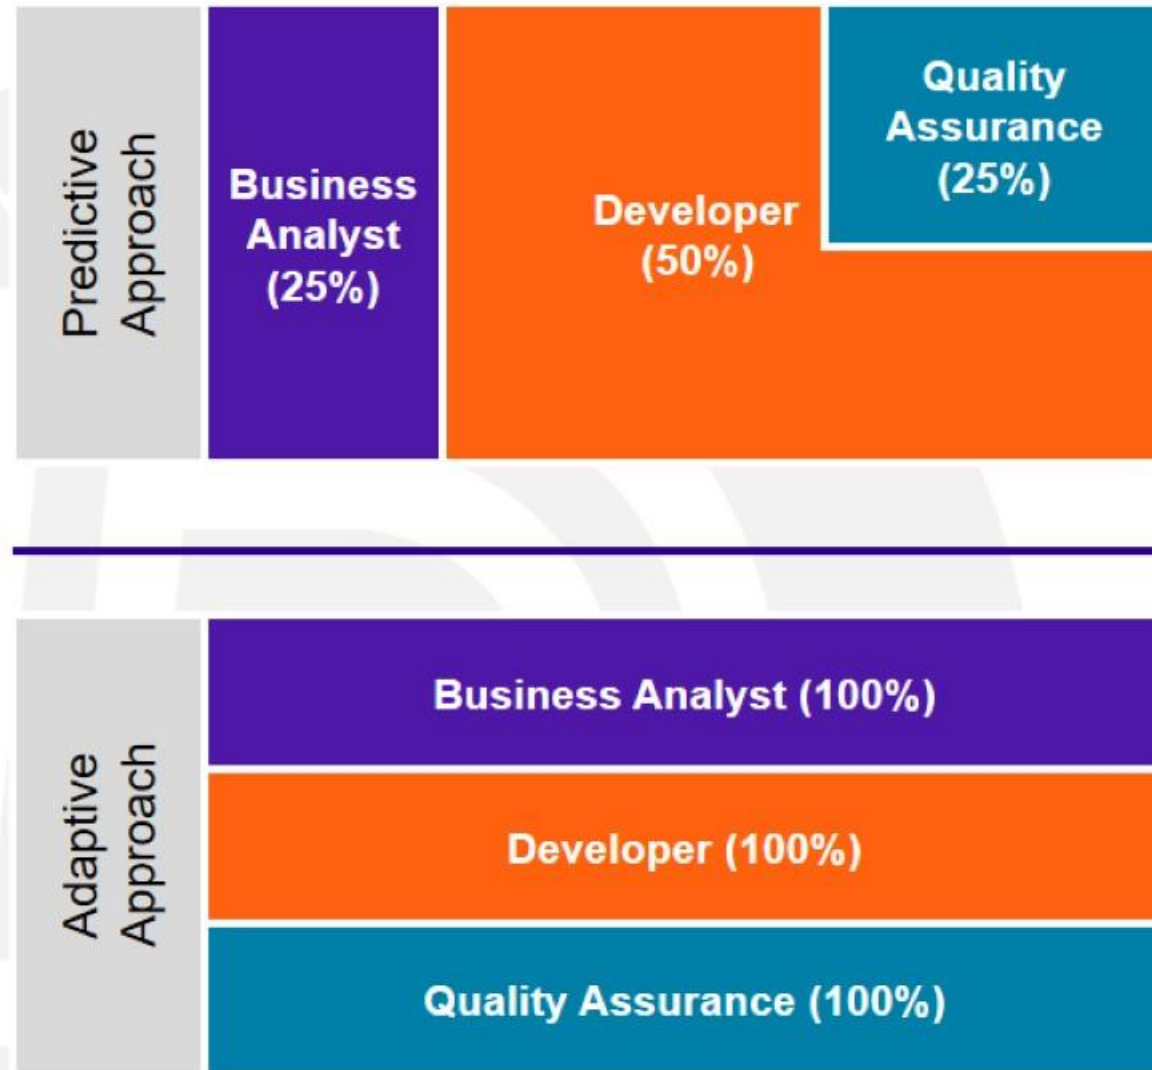 Predictive
Approach
Business
Analyst
(25%)
Developer
(50%)
Quality
Assurance
(25%)
Adaptive
Approach
Business Analyst (100%)
Developer (100%)
Quality Assurance (100%)